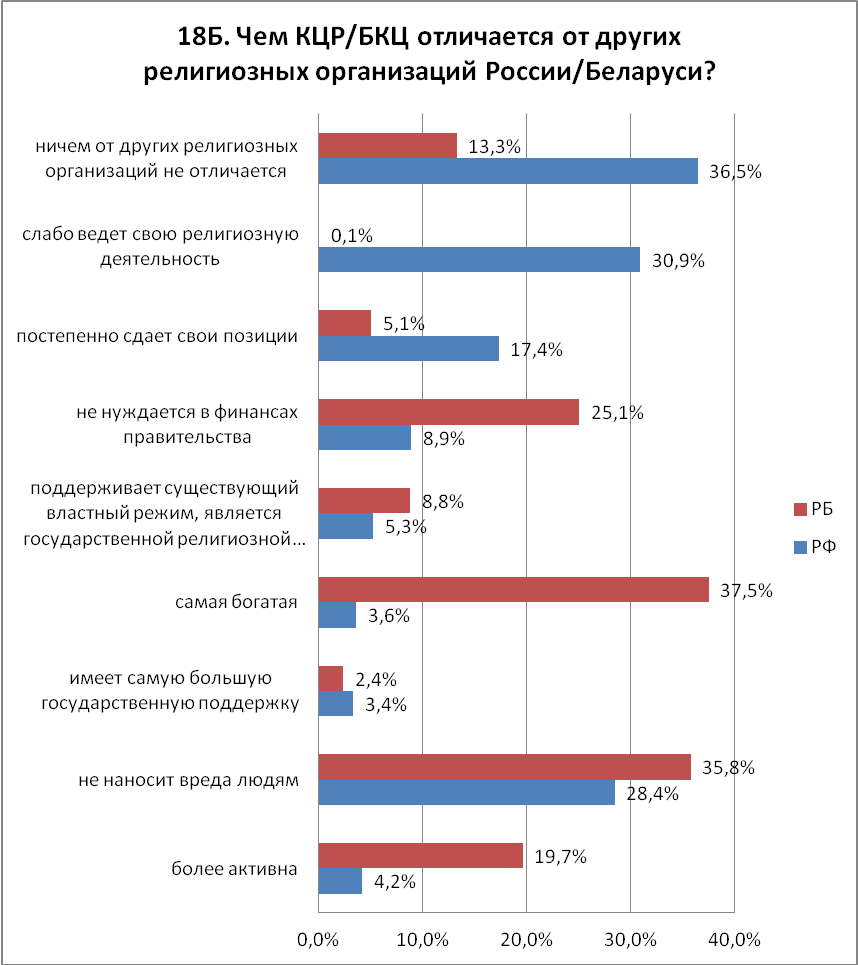 18Б. Чем КЦР/БКЦ отличается от других
религиозных организаций России/Беларуси?
ничем от других религиозных
организаций не отличается
13,3%
36,5%
слабо ведет свою религиозную
деятельность
0,1%
30,9%
постепенно сдает свои позиции
5,1%
17,4%
не нуждается в финансах
правительства
25,1%
8,9%
поддерживает существующий
властный режим, является
государственной религиозной…
8,8%
5,3%
самая богатая
37,5%
3,6%
имеет самую большую
государственную поддержку
2,4%
3,4%
не наносит вреда людям
35,8%
28,4%
более активна
19,7%
4,2%
0,0% 10,0% 20,0% 30,0% 40,0%
РБ
РФ